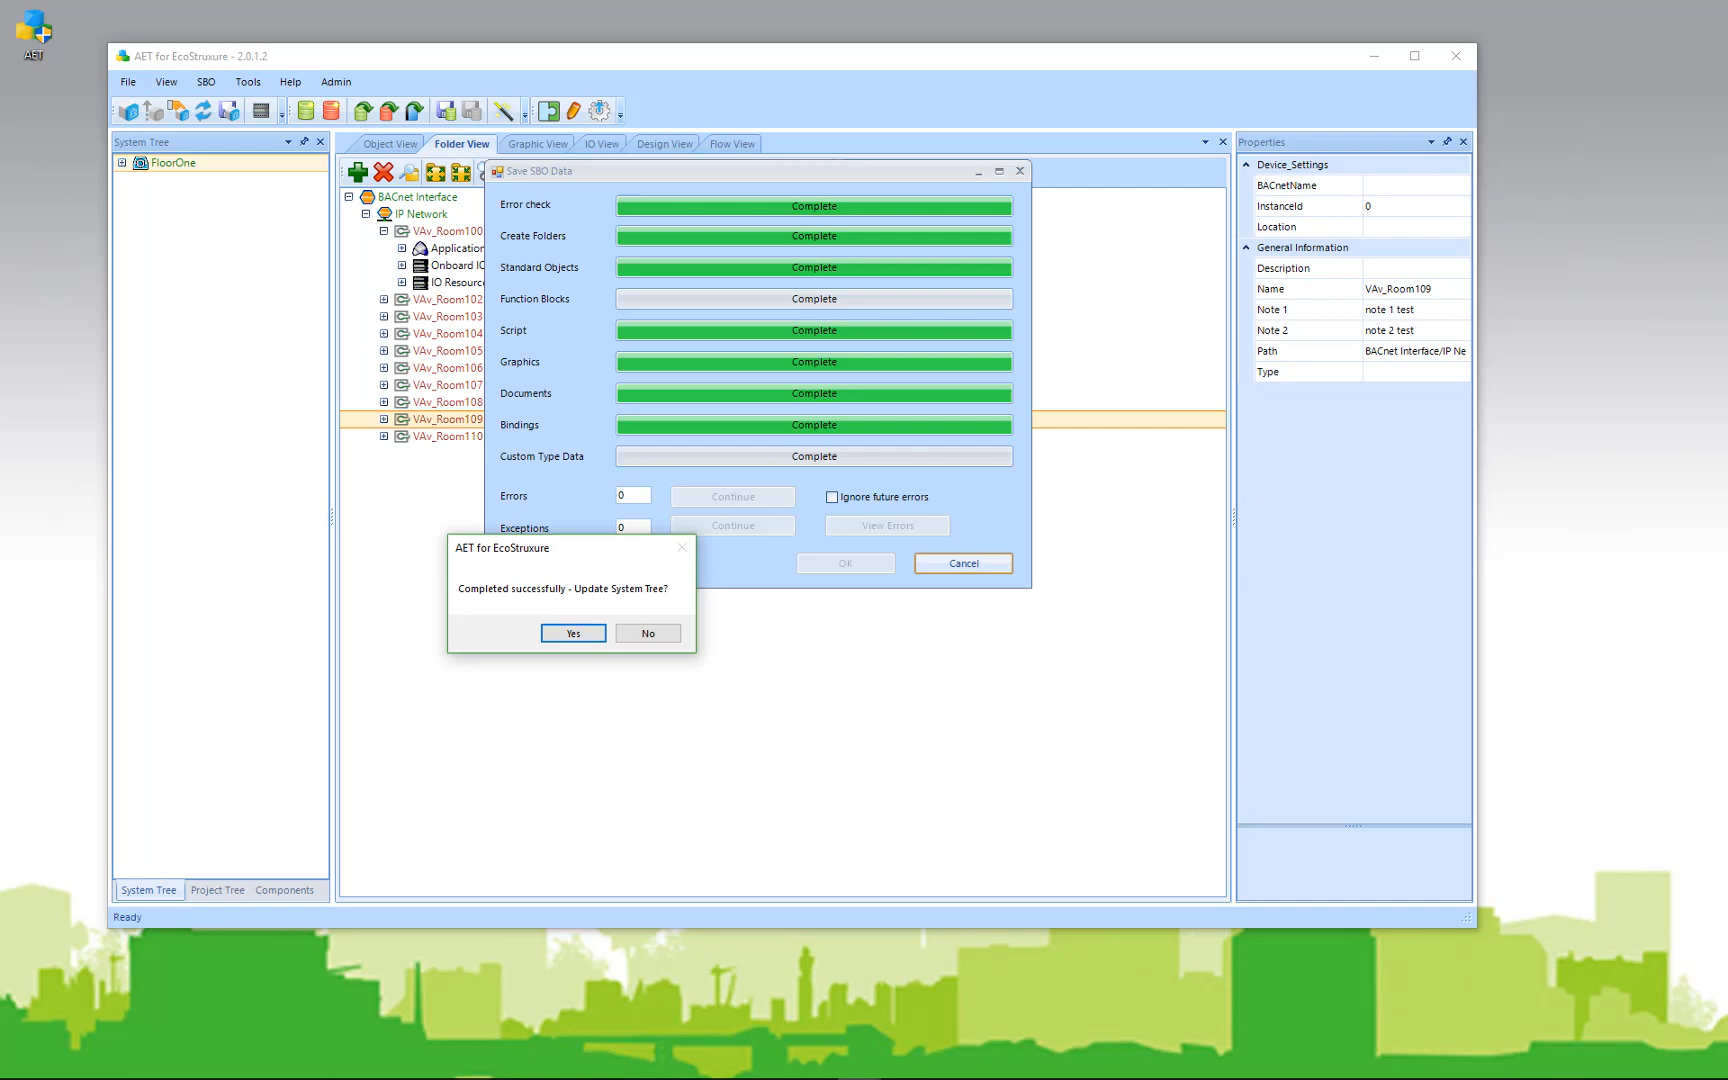 AET
AET for EcoStruxure - 2.0.1.2
File View SBO Tools Help Admin
System Tree
FloorOne
Object View Folder View Graphic View IO View Design View Flow View
BACnet Interface
IP Network
VAv_Room100
Application
Onboard IO
IO Resourc
VAv_Room102
VAv_Room103
VAv_Room104
VAv_Room105
VAv_Room106
VAv_Room107
VAv_Room108
VAv_Room109
VAv_Room110
Save SBO Data
Error check Complete
Create Folders Complete
Standard Objects Complete
Function Blocks Complete
Script Complete
Graphics Complete
Documents Complete
Bindings Complete
Custom Type Data Complete
Errors 0 Continue Ignore future errors
Exceptions 0 Continue View Errors
OK Cancel
AET for EcoStruxure
Completed successfully - Update System Tree?
Yes No
Properties
Device_Settings
BACnetName
InstanceId 0
Location
General Information
Description
Name VAv_Room109
Note 1 note 1 test
Note 2 note 2 test
Path BACnet Interface/IP Ne
Type
System Tree Project Tree Components
Ready